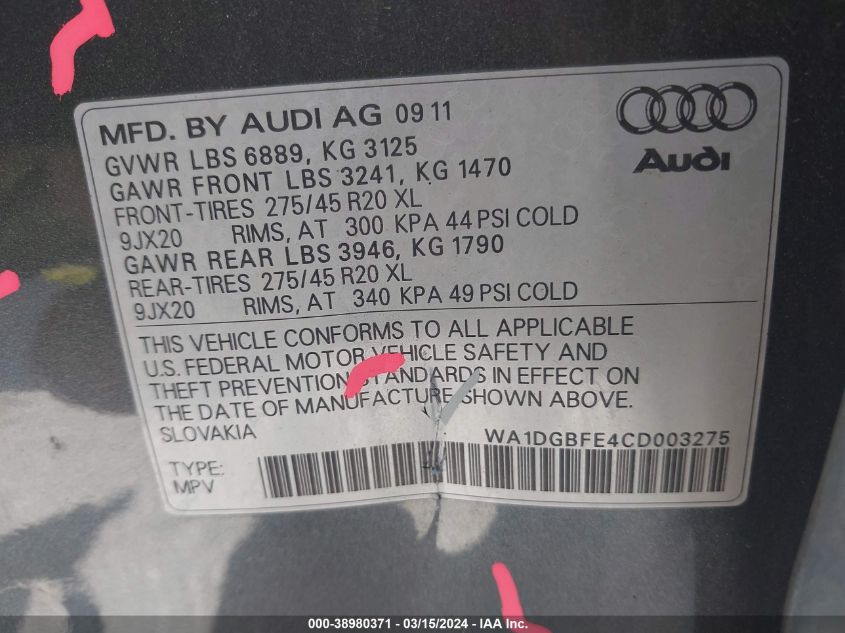 MFD. BY AUDI AG 09 11
Audi
GVWR LBS 6889, KG 3125
GAWR FRONT LBS 3241, KG 1470
FRONT-TIRES 275/45 R20 XL
9JX20 RIMS, AT 300 KPA 44 PSI COLD
GAWR REAR LBS 3946, KG 1790
REAR-TIRES 275/45 R20 XL
9JX20 RIMS, AT 340 KPA 49 PSI COLD
THIS VEHICLE CONFORMS TO ALL APPLICABLE
U.S. FEDERAL MOTOR VEHICLE SAFETY AND
THEFT PREVENTION STANDARDS IN EFFECT ON
THE DATE OF MANUFACTURE SHOWN ABOVE.
SLOVAKIA
WA1DGBFE4CD003275
TYPE:
MPV
000-38980371 - 03/15/2024 - IAA Inc.